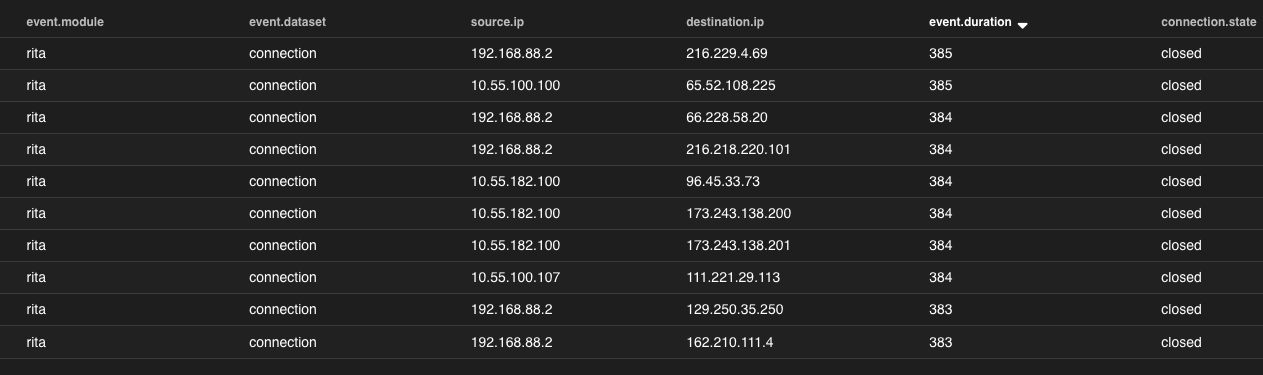 event.module event.dataset source.ip destination.ip event.duration connection.state
rita connection 192.168.88.2 216.229.4.69 385 closed
rita connection 10.55.100.100 65.52.108.225 385 closed
rita connection 192.168.88.2 66.228.58.20 384 closed
rita connection 192.168.88.2 216.218.220.101 384 closed
rita connection 10.55.182.100 96.45.33.73 384 closed
rita connection 10.55.182.100 173.243.138.200 384 closed
rita connection 10.55.182.100 173.243.138.201 384 closed
rita connection 10.55.100.107 111.221.29.113 384 closed
rita connection 192.168.88.2 129.250.35.250 383 closed
rita connection 192.168.88.2 162.210.111.4 383 closed